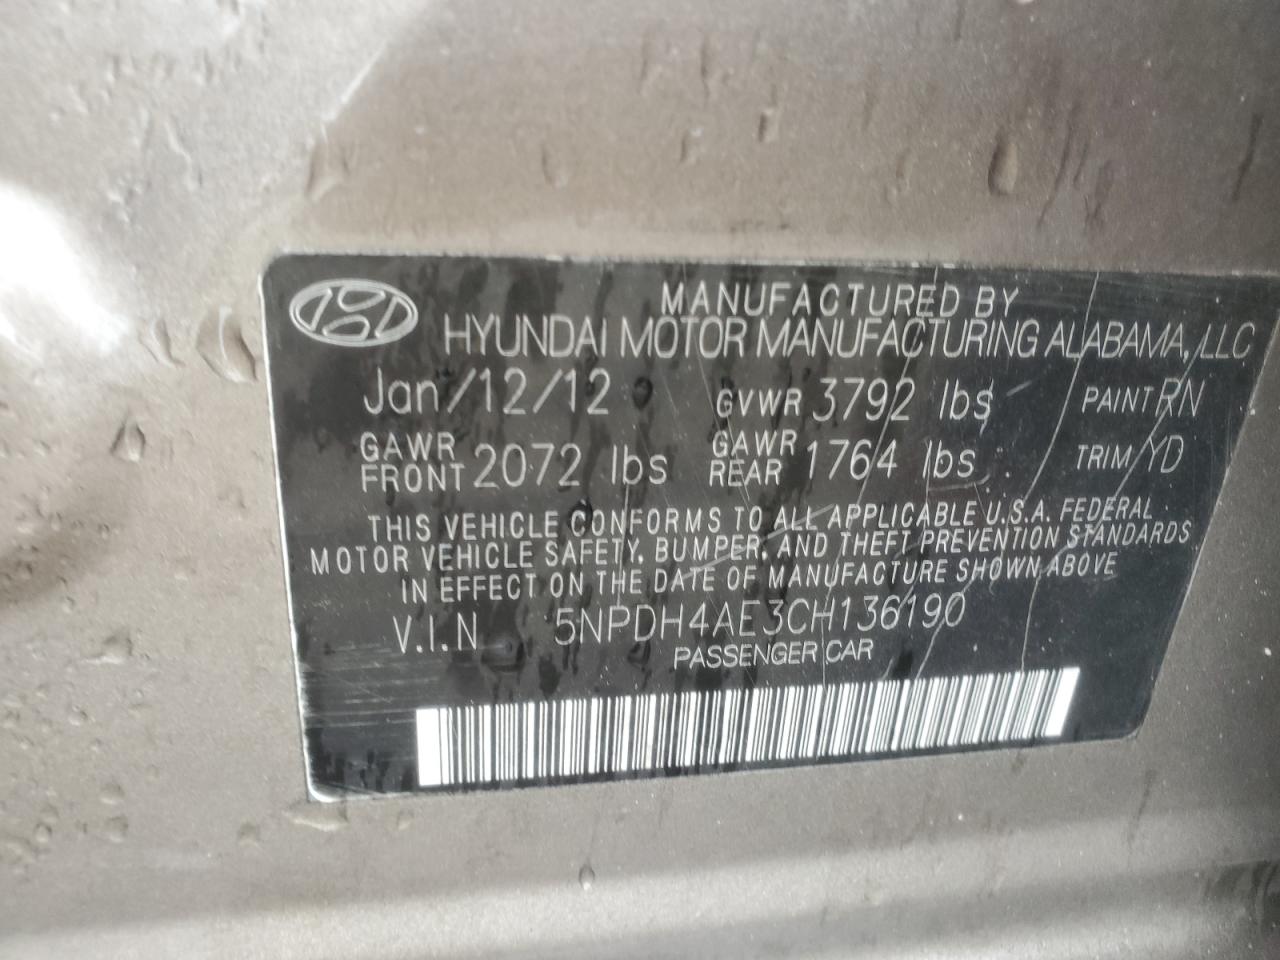 MANUFACTURED BY
HYUNDAI MOTOR MANUFACTURING ALABAMA, LLC
Jan/12/12 GVWR 3792 lbs PAINT RN
GAWR FRONT 2072 lbs GAWR REAR 1764 lbs TRIM YD
THIS VEHICLE CONFORMS TO ALL APPLICABLE U.S.A. FEDERAL
MOTOR VEHICLE SAFETY, BUMPER, AND THEFT PREVENTION STANDARDS
IN EFFECT ON THE DATE OF MANUFACTURE SHOWN ABOVE
V.I.N 5NPDH4AE3CH136190
PASSENGER CAR